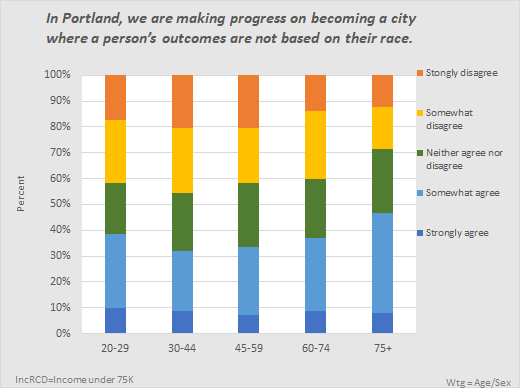 In Portland, we are making progress on becoming a city
where a person's outcomes are not based on their race.
100%
90%
80%
70%
60%
50%
40%
30%
20%
10%
0%
Percent
20-29
30-44
45-59
60-74
75+
Stongly disagree
Somewhat
disagree
Neither agree nor
disagree
Somewhat agree
Strongly agree
IncRCD=Income under 75K
Wtg = Age/Sex